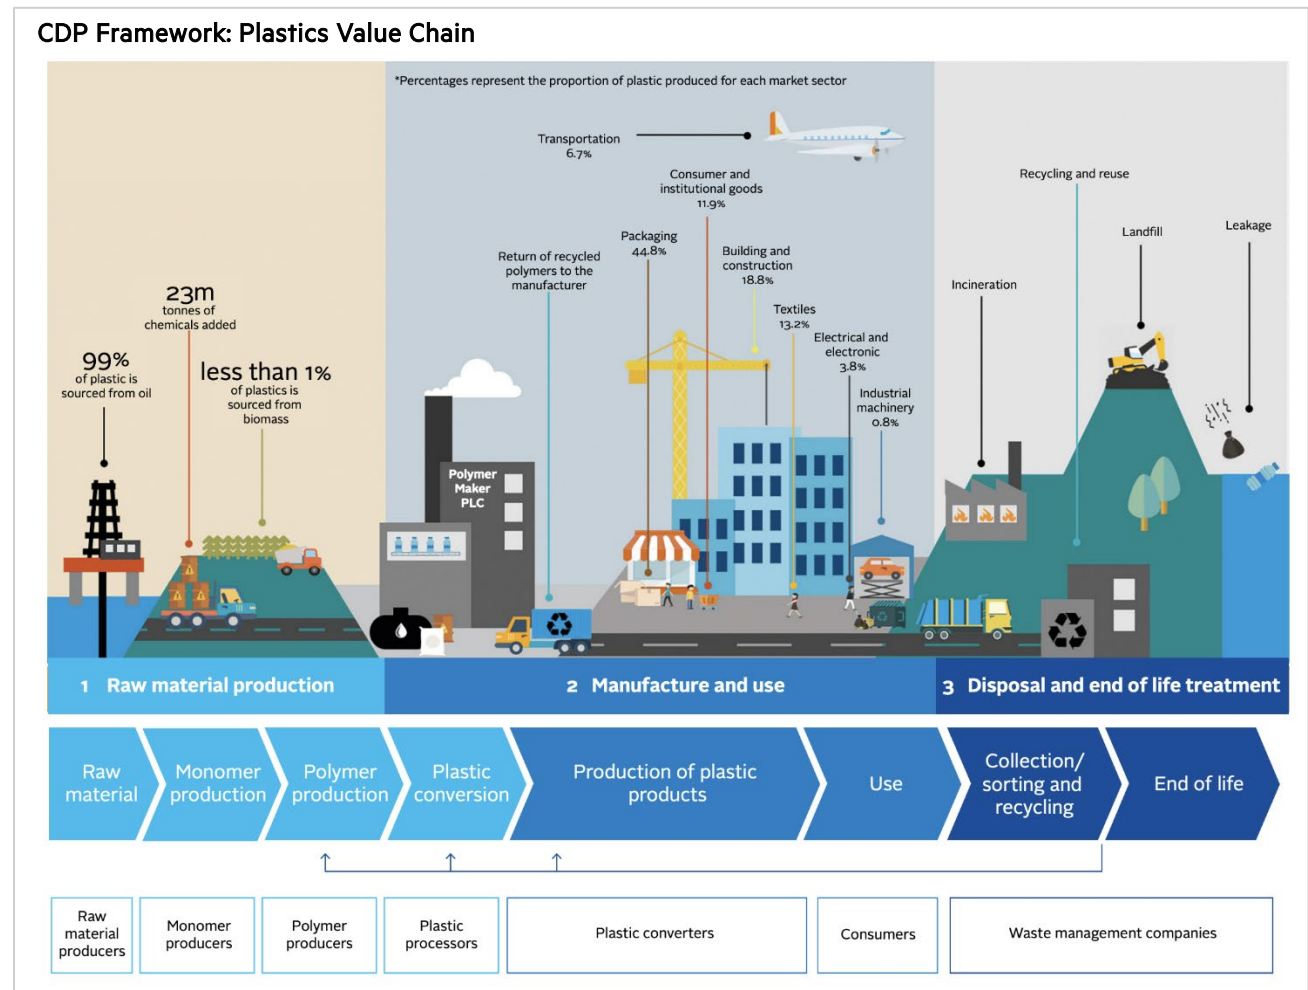 CDP Framework: Plastics Value Chain
*Percentages represent the proportion of plastic produced for each market sector
Transportation
6.7%
Consumer and
institutional goods
11.9%
Recycling and reuse
Packaging
44.8%
Building and
construction
18.8%
Return of recycled
polymers to the
manufacturer
Landfill
Leakage
Incineration
23m
tonnes of
chemicals added
Textiles
13.2%
Electrical and
electronic
3.8%
99%
of plastic is
sourced from oil
less than 1%
of plastics is
sourced from
biomass
Industrial
machinery
0.8%
Polymer
Maker
PLC
1 Raw material production
2 Manufacture and use
3 Disposal and end of life treatment
Raw
material
Monomer
production
Polymer
production
Plastic
conversion
Production of plastic
products
Use
Collection/
sorting and
recycling
End of life
Raw
material
producers
Monomer
producers
Polymer
producers
Plastic
processors
Plastic converters
Consumers
Waste management companies